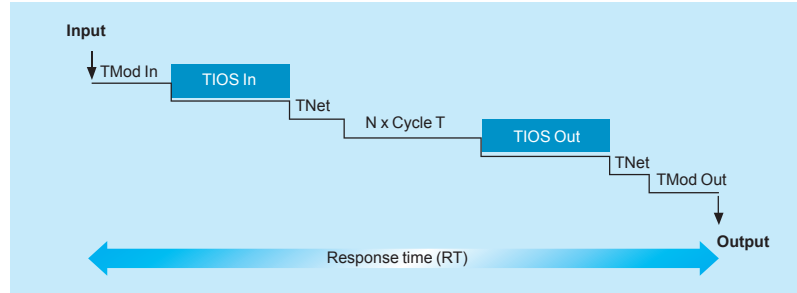 Input
TMod In
TIOS In
TNet
N x Cycle T
TIOS Out
TNet
TMod Out
Output
Response time (RT)